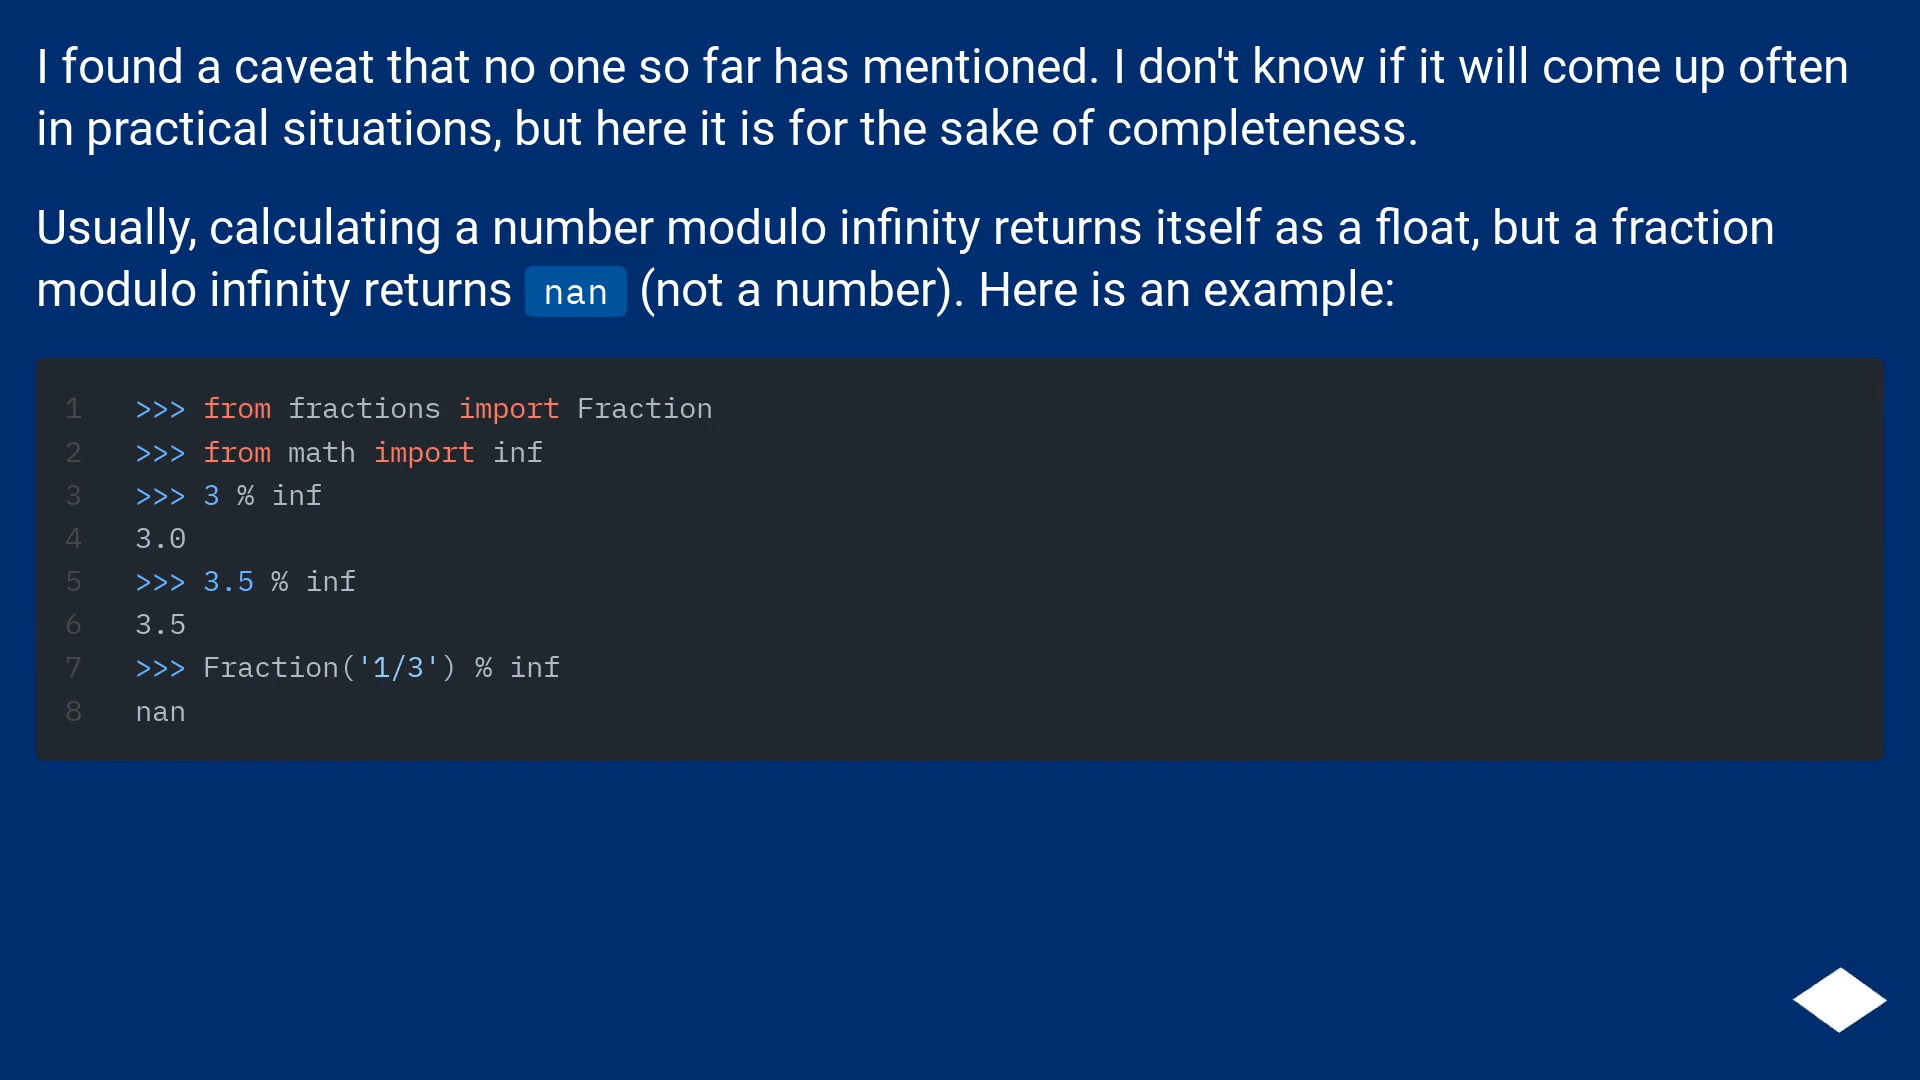 I found a caveat that no one so far has mentioned. I don't know if it will come up often
in practical situations, but here it is for the sake of completeness.
Usually, calculating a number modulo infinity returns itself as a float, but a fraction
modulo infinity returns nan (not a number). Here is an example:
1 >>> from fractions import Fraction
2 >>> from math import inf
3 >>> 3 % inf
4 3.0
5 >>> 3.5 % inf
6 3.5
7 >>> Fraction('1/3') % inf
8 nan